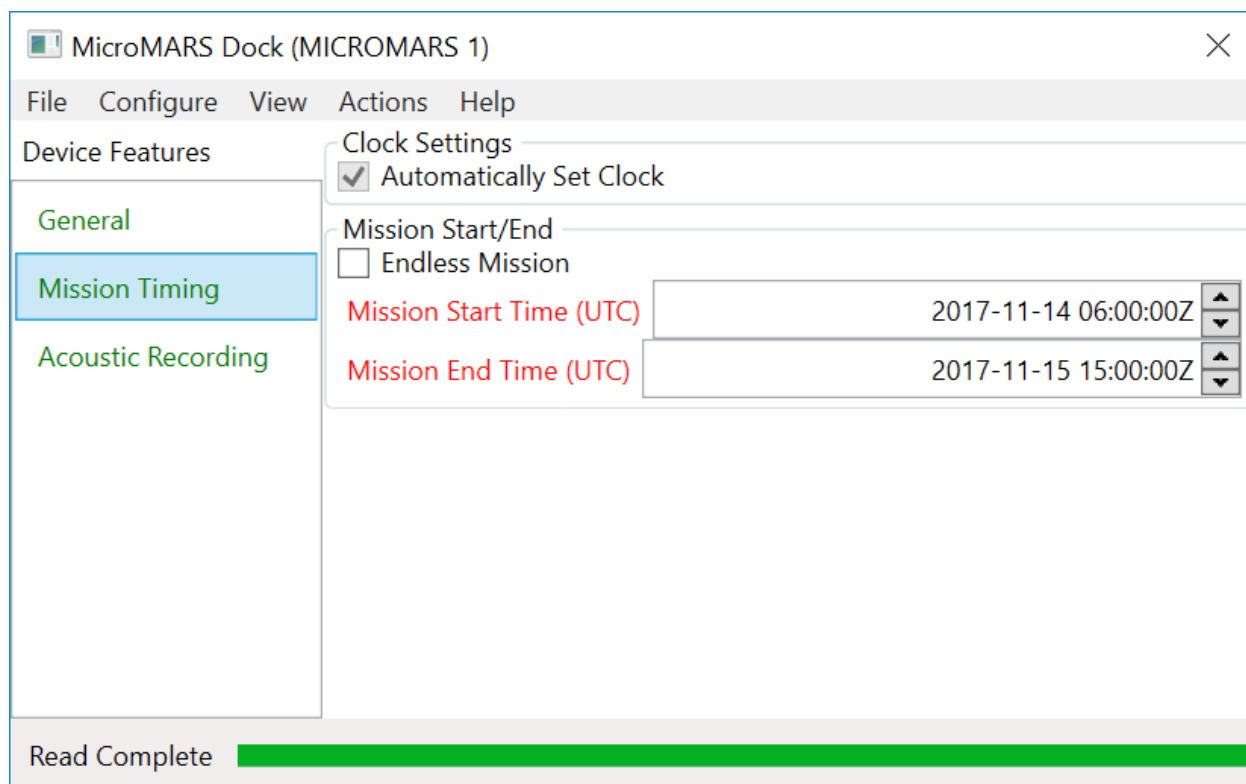 MicroMARS Dock (MICROMARS 1)
File Configure View Actions Help
Device Features
General
Mission Timing
Acoustic Recording
Clock Settings
Automatically Set Clock
Mission Start/End
Endless Mission
Mission Start Time (UTC) 2017-11-14 06:00:00Z
Mission End Time (UTC) 2017-11-15 15:00:00Z
Read Complete